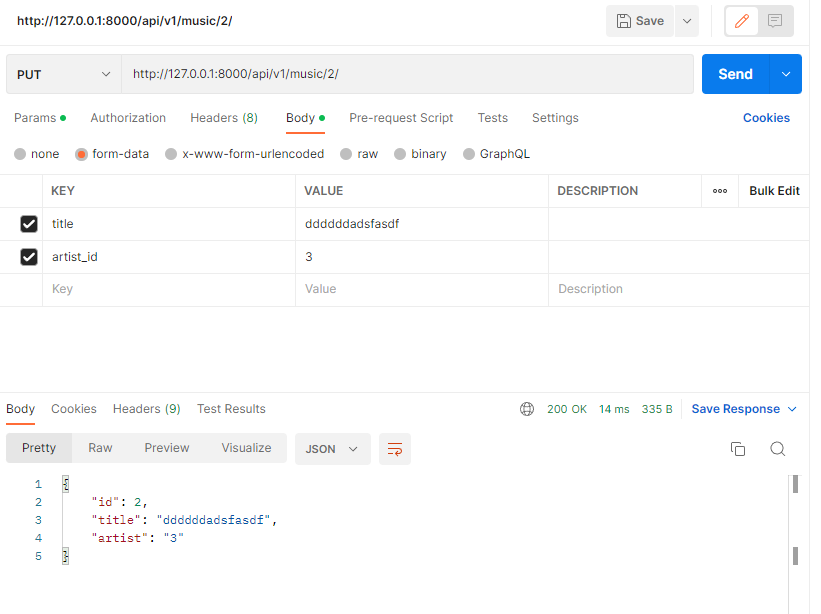 http://127.0.0.1:8000/api/v1/music/2/ Save
PUT http://127.0.0.1:8000/api/v1/music/2/ Send
Params Authorization Headers (8) Body Pre-request Script Tests Settings Cookies
none form-data x-www-form-urlencoded raw binary GraphQL
KEY VALUE DESCRIPTION ooo Bulk Edit
title ddddddadsfasdf
artist_id 3
Key Value Description
Body Cookies Headers (9) Test Results 200 OK 14 ms 335 B Save Response
Pretty Raw Preview Visualize JSON
1 {
2 "id": 2,
3 "title": "ddddddadsfasdf",
4 "artist": "3"
5 }